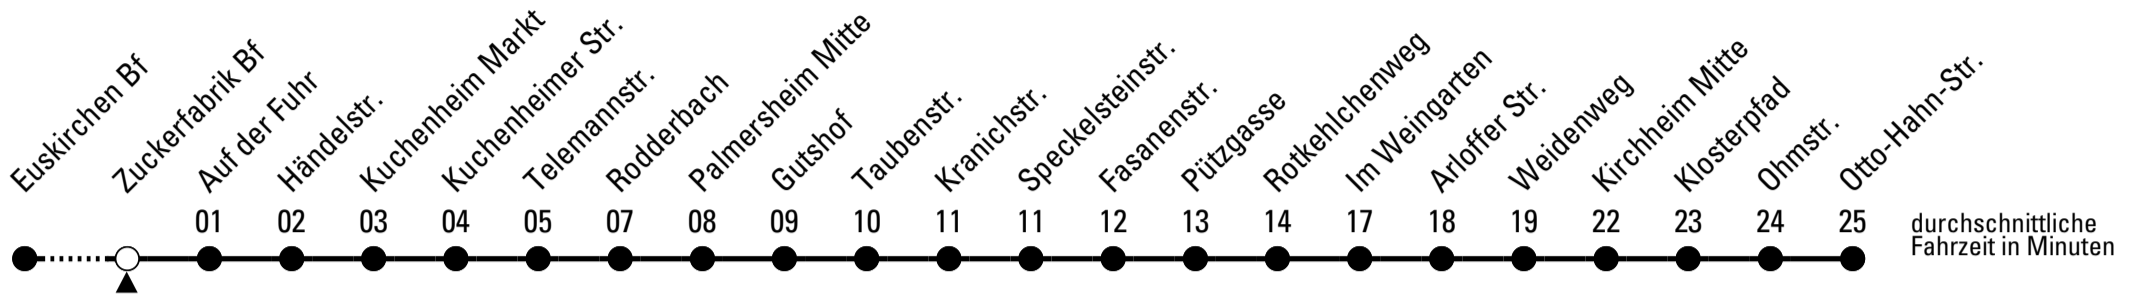 Euskirchen Bf
Zuckerfabrik Bf
Auf der Fuhr
Händelstr.
Kuchenheim Markt
Kuchenheimer Str.
Telemannstr.
Rodderbach
Palmersheim Mitte
Gutshof
Taubenstr.
Kranichstr.
Speckelsteinstr.
Fasanenstr.
Pützgasse
Rotkehlchenweg
Im Weingarten
Arloffer Str.
Weidenweg
Kirchheim Mitte
Klosterpfad
Ohmstr.
Otto-Hahn-Str.
01 02 03 04 05 07 08 09 10 11 11 12 13 14 17 18 19 22 23 24 25
durchschnittliche
Fahrzeit in Minuten